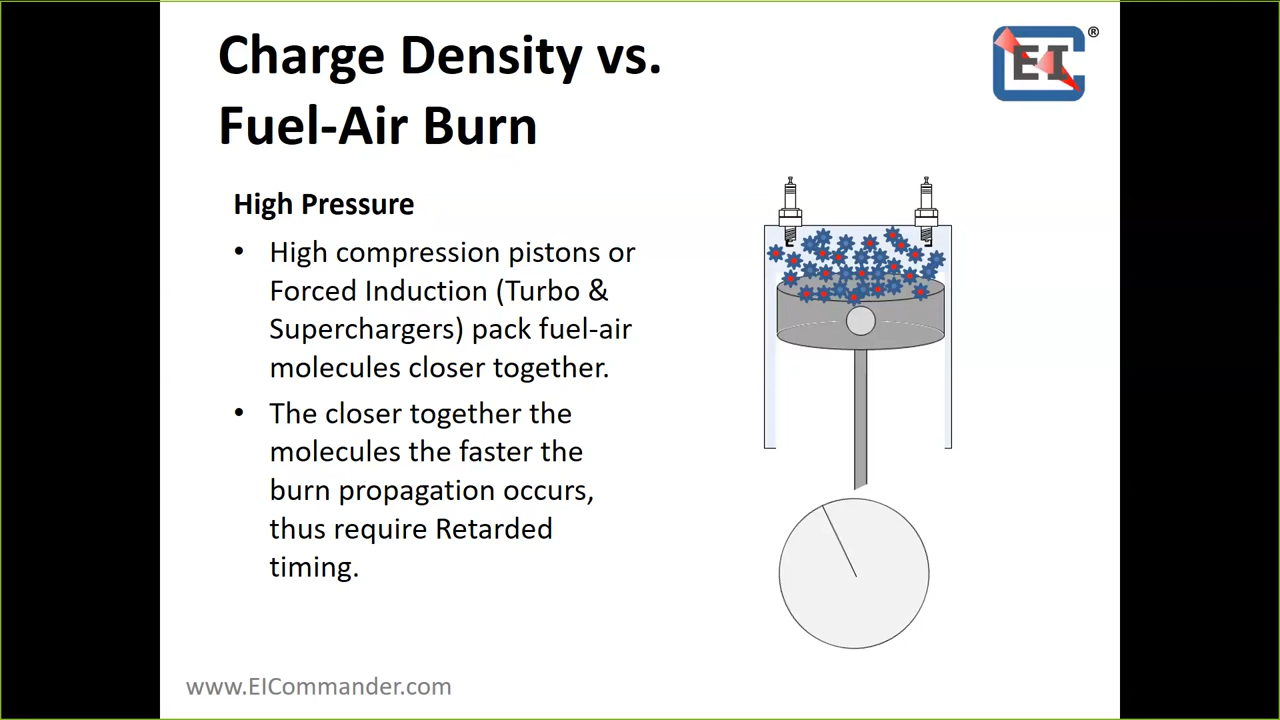 Charge Density vs.
Fuel-Air Burn
EI ®
High Pressure
• High compression pistons or
Forced Induction (Turbo &
Superchargers) pack fuel-air
molecules closer together.
• The closer together the
molecules the faster the
burn propagation occurs,
thus require Retarded
timing.
www.EICommander.com